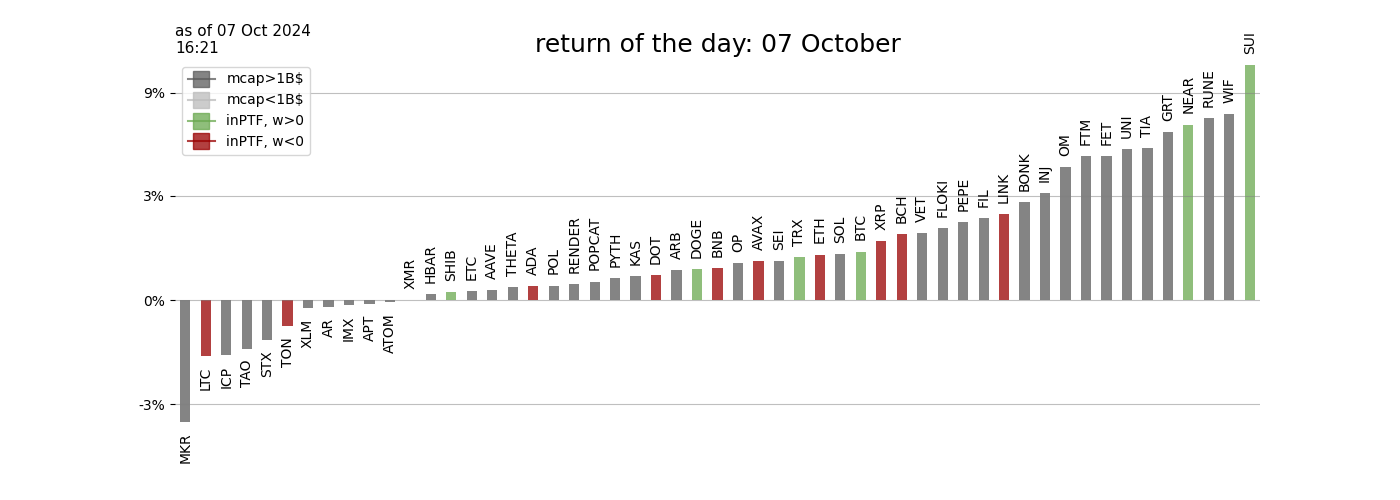 as of 07 Oct 2024
16:21
return of the day: 07 October
mcap>1B$
mcap<1B$
inPTF, w>0
inPTF, w<0
9%
3%
0%
-3%
MKR
LTC
ICP
TAO
STX
TON
XLM
AR
IMX
APT
ATOM
XMR
HBAR
SHIB
ETC
AAVE
THETA
ADA
POL
RENDER
POPCAT
PYTH
KAS
DOT
ARB
DOGE
BNB
OP
AVAX
SEI
TRX
ETH
SOL
BTC
XRP
BCH
VET
FLOKI
PEPE
FIL
LINK
BONK
INJ
OM
FTM
FET
UNI
TIA
GRT
NEAR
RUNE
WIF
SUI